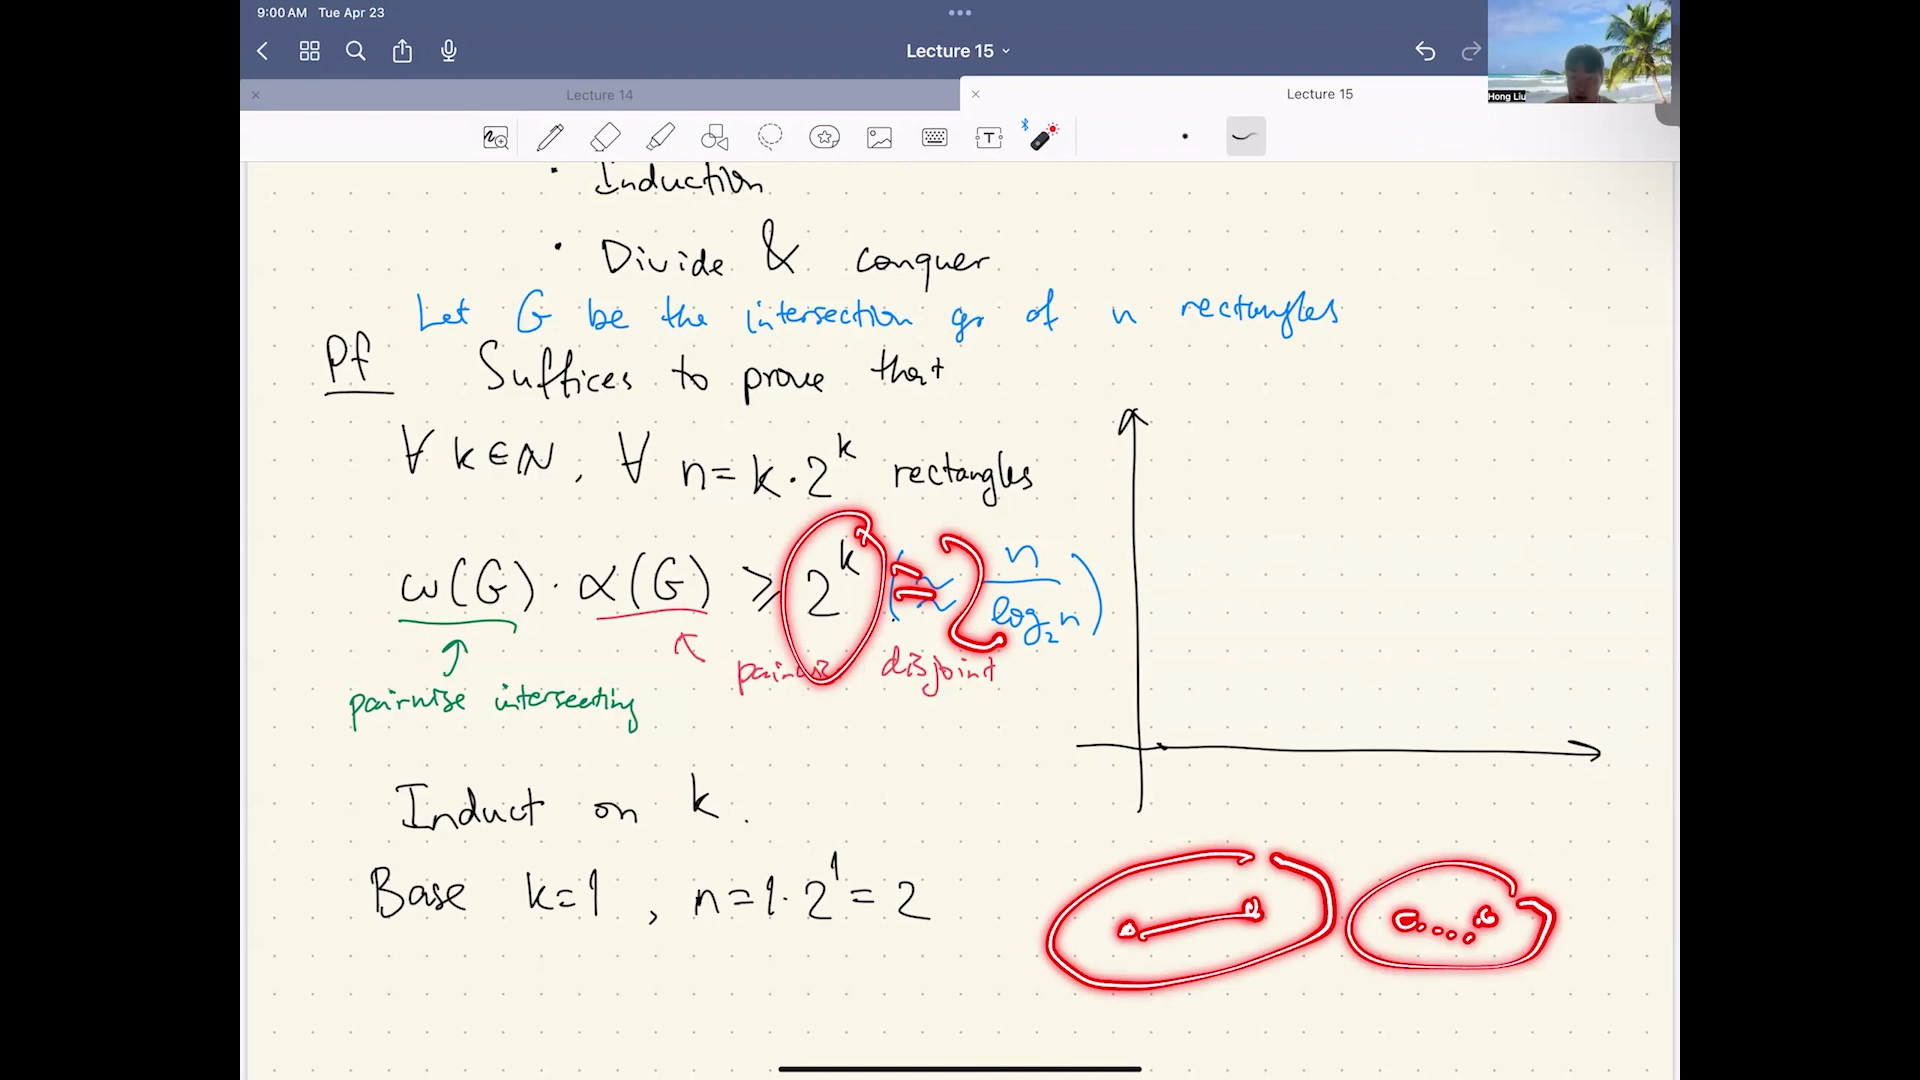 9:00 AM Tue Apr 23
Lecture 15
Lecture 14
Lecture 15
Hong Liu
• Induction
• Divide & conquer
Let G be the intersection gr of n rectangles
Pf Suffices to prove that
∀ k∈ℕ, ∀ n = k·2^k rectangles
ω(G)·α(G) ≥ 2^k (≈ n / log₂ n)
= 2
pairwise disjoint
pairwise intersecting
Induct on k.
Base k=1, n=1·2^1=2